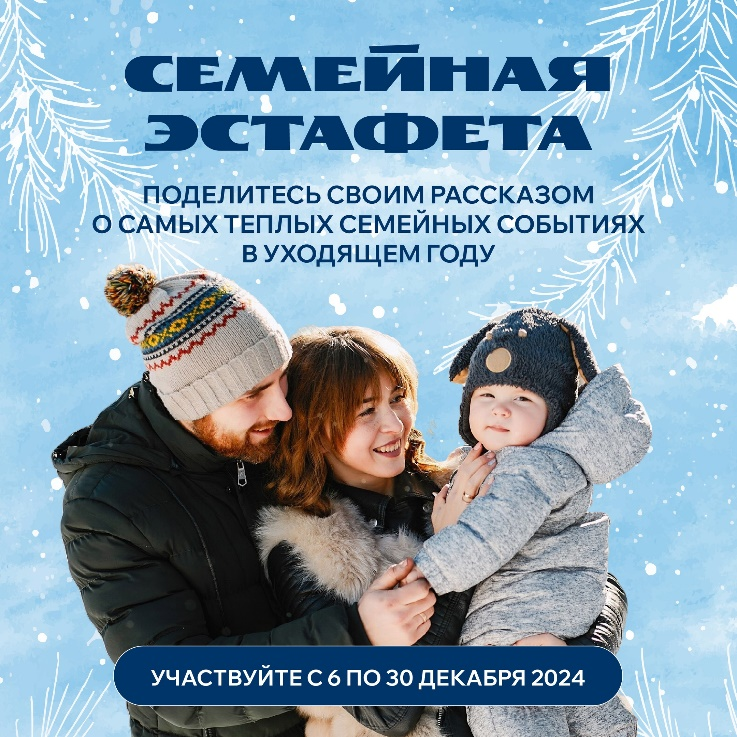 СЕМЕЙНАЯ
ЭСТАФЕТА
ПОДЕЛИТЕСЬ СВОИМ РАССКАЗОМ
О САМЫХ ТЕПЛЫХ СЕМЕЙНЫХ СОБЫТИЯХ
В УХОДЯЩЕМ ГОДУ
УЧАСТВУЙТЕ С 6 ПО 30 ДЕКАБРЯ 2024